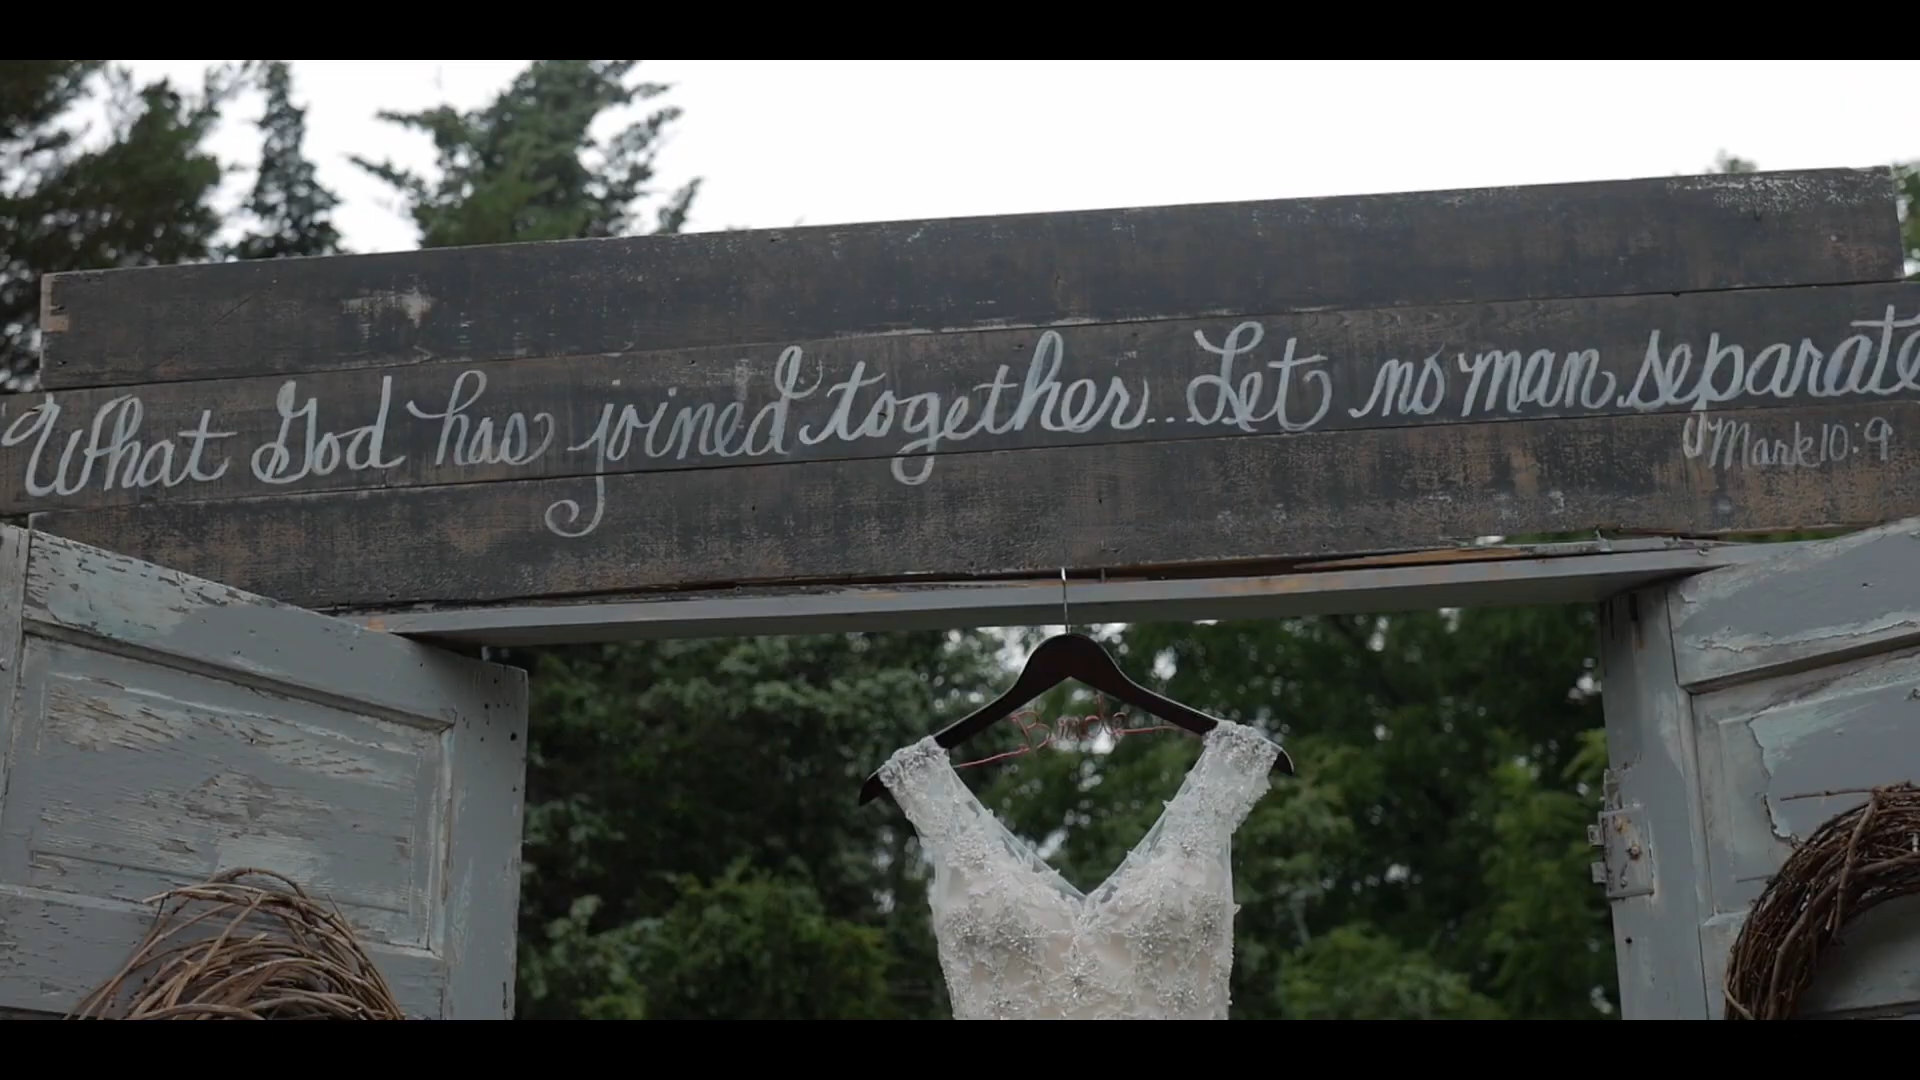 "What God has joined together... Let no man separate
Mark 10:9
Bride